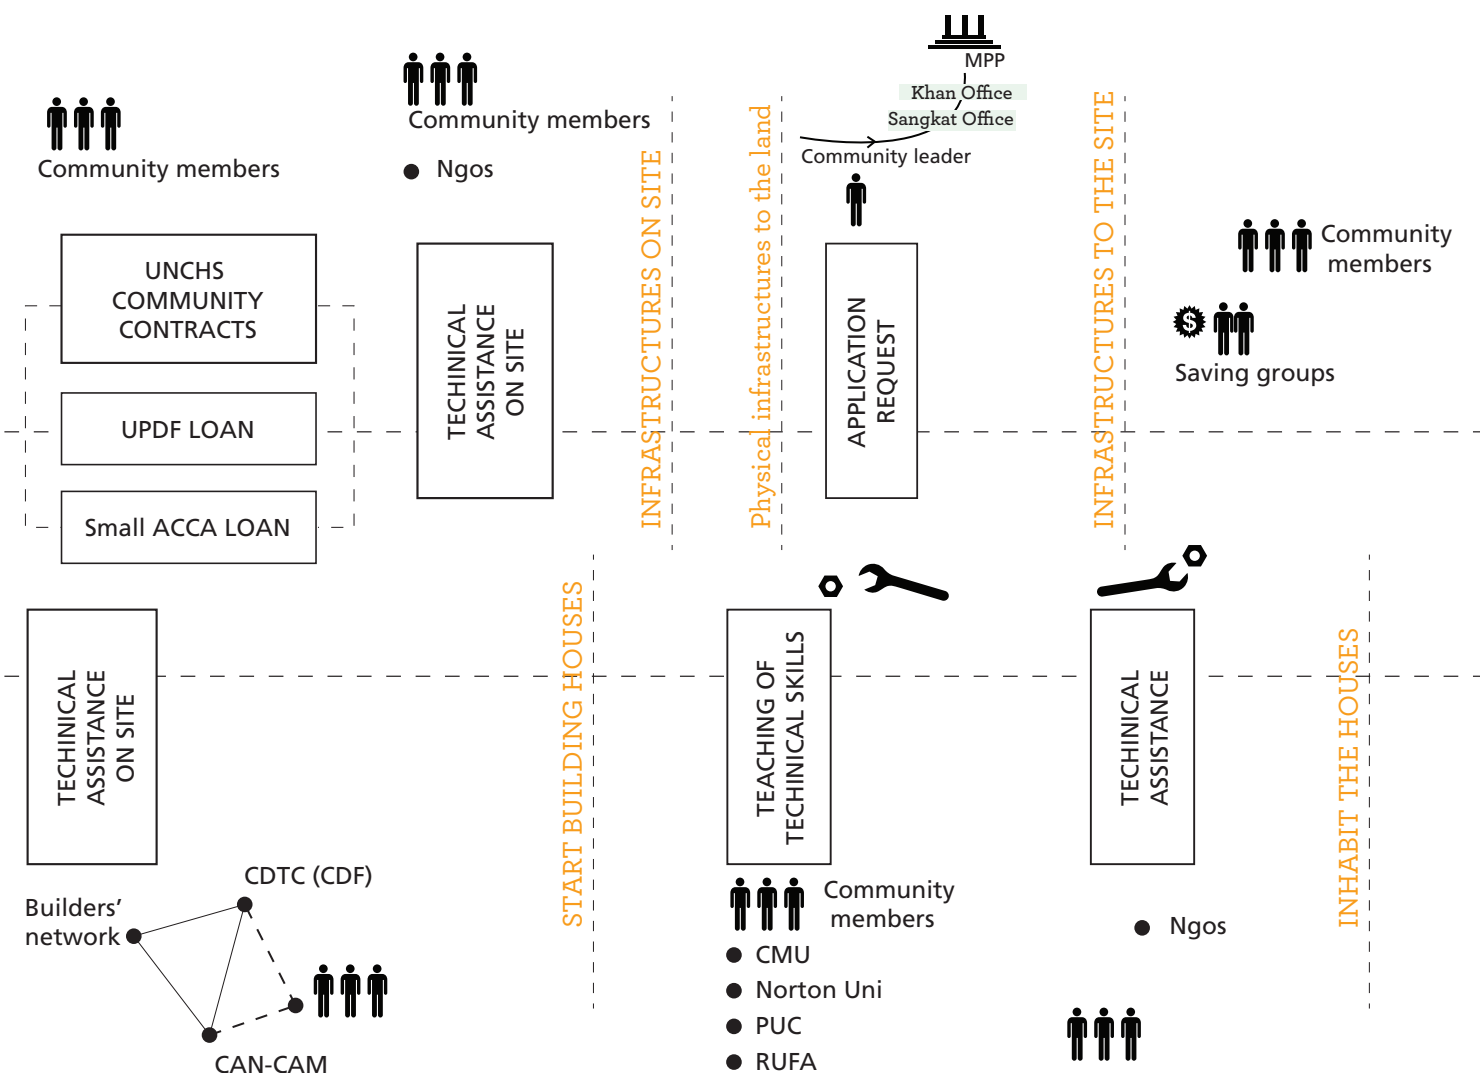 Community members
Community members
Ngos
UNCHS
COMMUNITY
CONTRACTS
UPDF LOAN
Small ACCA LOAN
TECHINICAL
ASSISTANCE
ON SITE
INFRASTRUCTURES ON SITE
Physical infrastructures to the land
MPP
Khan Office
Sangkat Office
Community leader
APPLICATION
REQUEST
INFRASTRUCTURES TO THE SITE
Community
members
$
Saving groups
TECHINICAL
ASSISTANCE
ON SITE
CDTC (CDF)
Builders’
network
CAN-CAM
START BUILDING HOUSES
TEACHING OF
TECHINICAL SKILLS
Community
members
CMU
Norton Uni
PUC
RUFA
TECHINICAL
ASSISTANCE
Ngos
INHABIT THE HOUSES